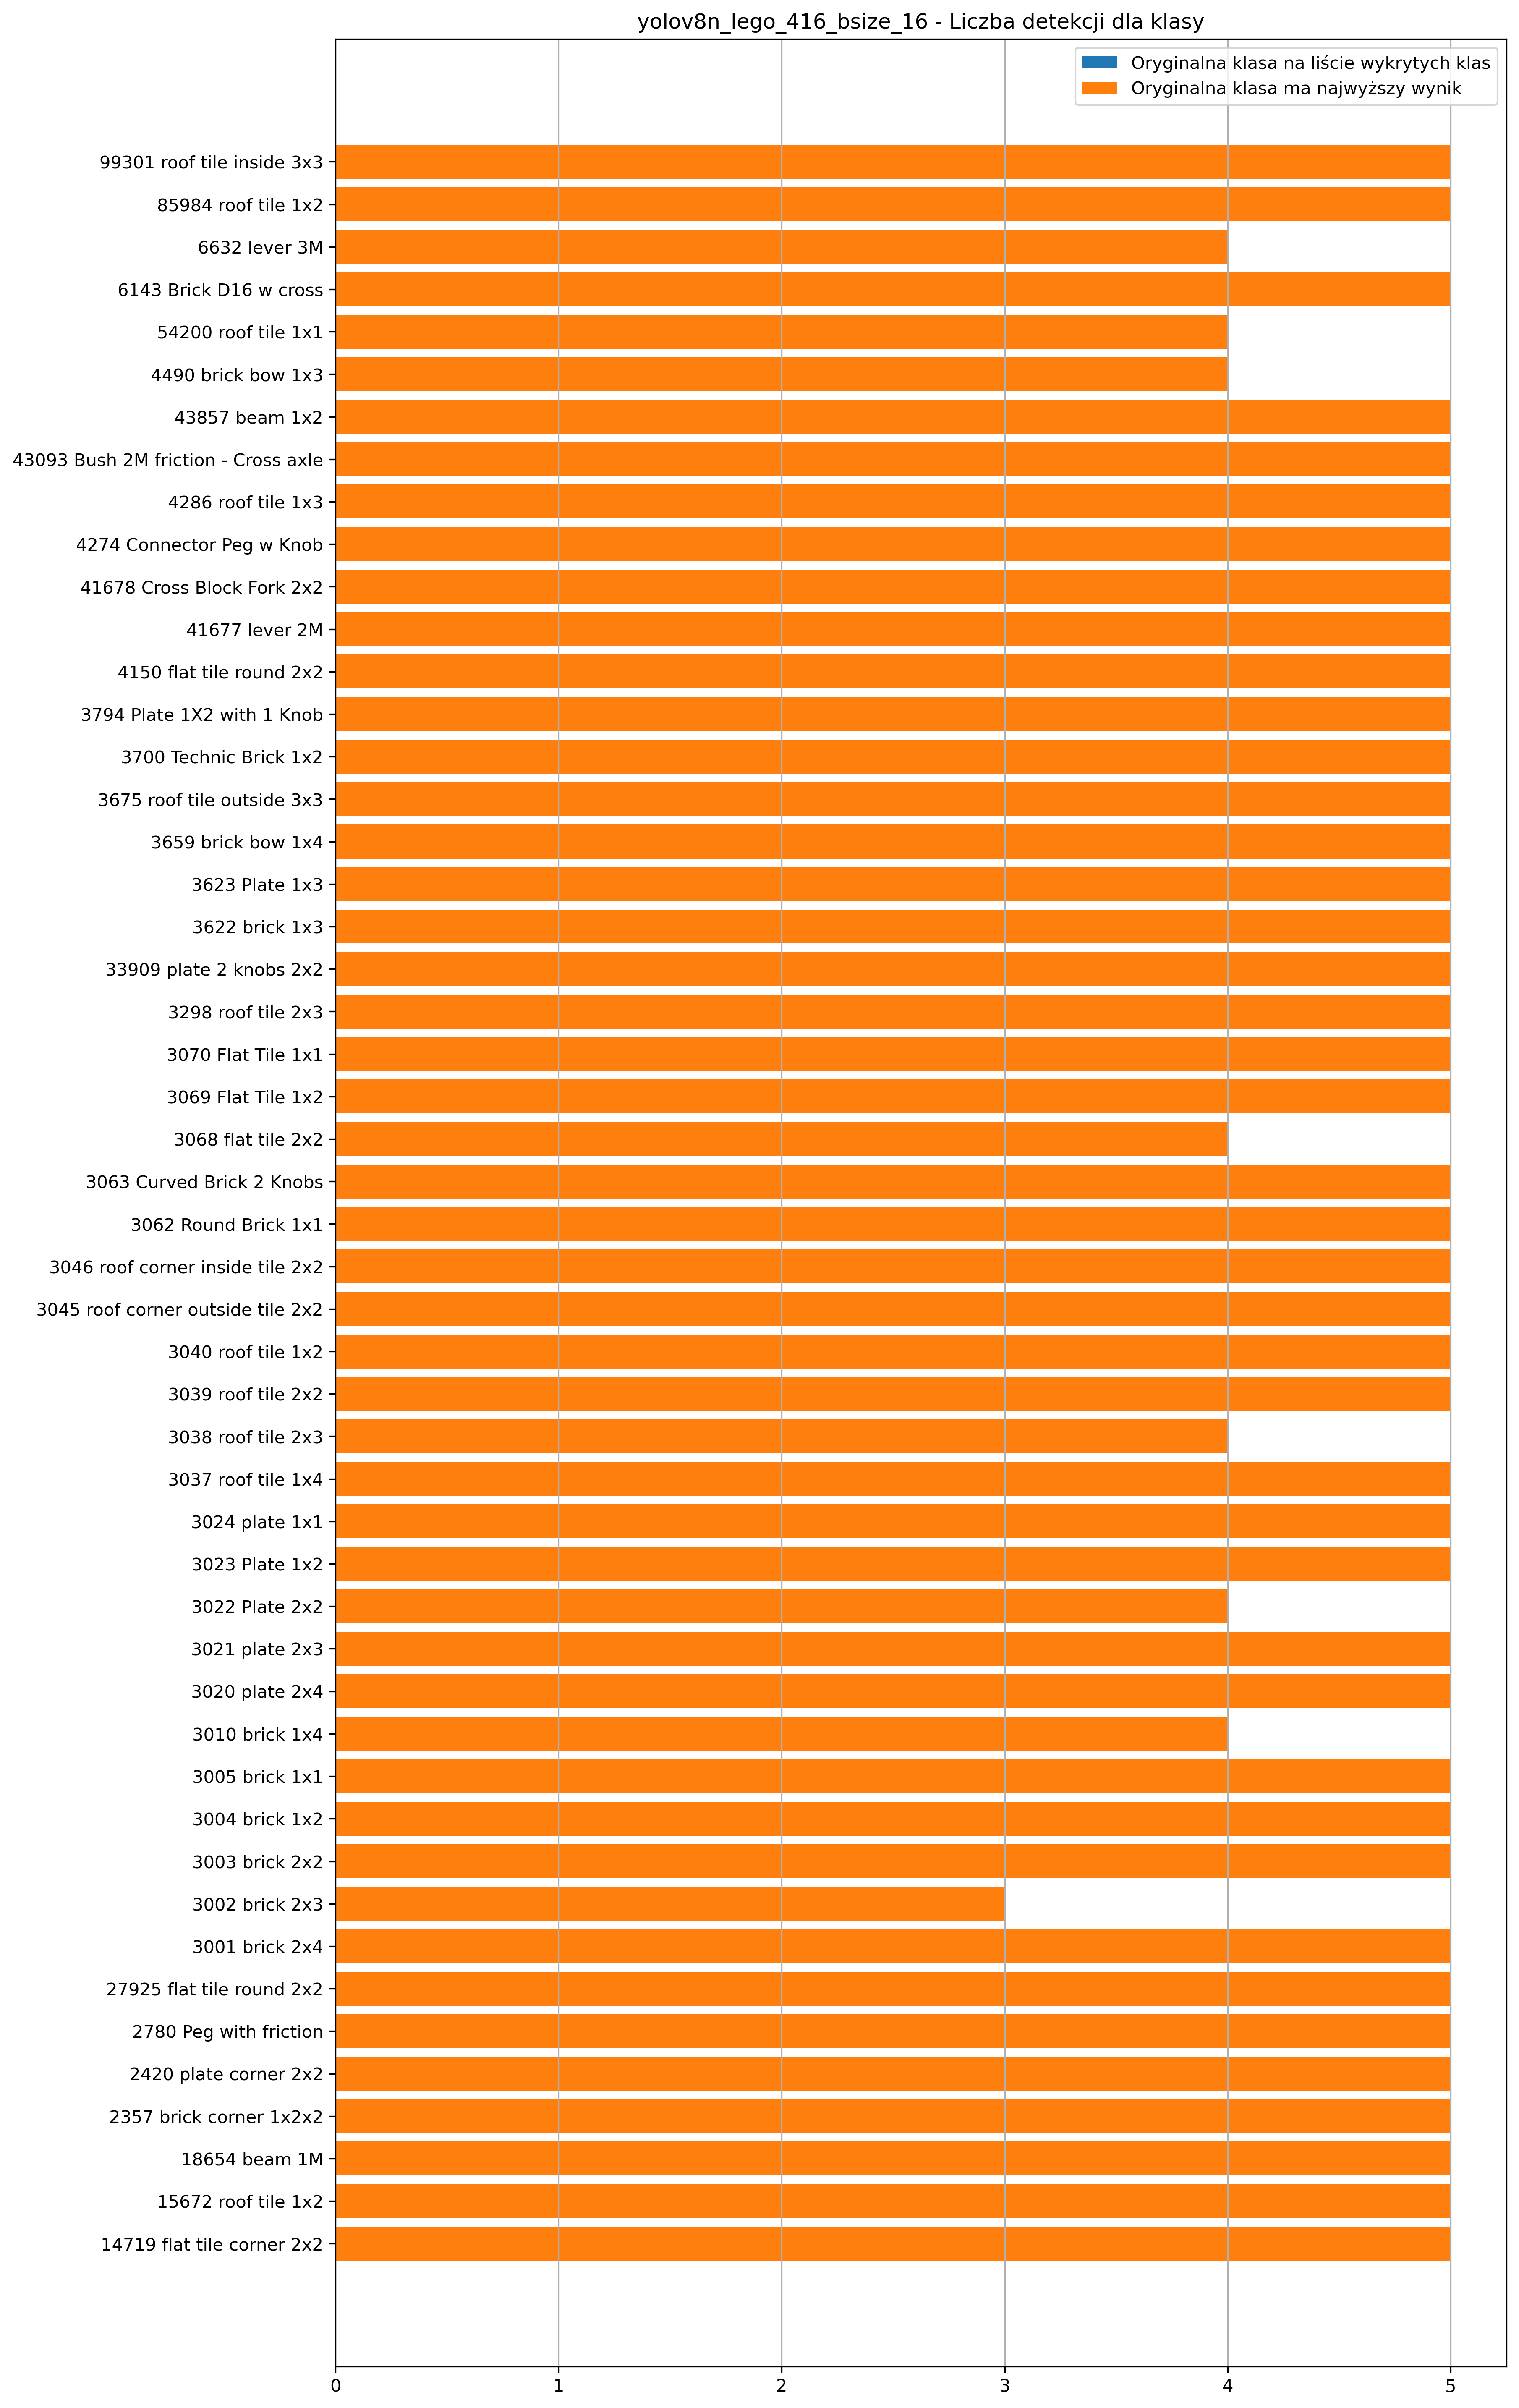 yolov8n_lego_416_bsize_16 - Liczba detekcji dla klasy
Oryginalna klasa na liście wykrytych klas
Oryginalna klasa ma najwyższy wynik
99301 roof tile inside 3x3
85984 roof tile 1x2
6632 lever 3M
6143 Brick D16 w cross
54200 roof tile 1x1
4490 brick bow 1x3
43857 beam 1x2
43093 Bush 2M friction - Cross axle
4286 roof tile 1x3
4274 Connector Peg w Knob
41678 Cross Block Fork 2x2
41677 lever 2M
4150 flat tile round 2x2
3794 Plate 1X2 with 1 Knob
3700 Technic Brick 1x2
3675 roof tile outside 3x3
3659 brick bow 1x4
3623 Plate 1x3
3622 brick 1x3
33909 plate 2 knobs 2x2
3298 roof tile 2x3
3070 Flat Tile 1x1
3069 Flat Tile 1x2
3068 flat tile 2x2
3063 Curved Brick 2 Knobs
3062 Round Brick 1x1
3046 roof corner inside tile 2x2
3045 roof corner outside tile 2x2
3040 roof tile 1x2
3039 roof tile 2x2
3038 roof tile 2x3
3037 roof tile 1x4
3024 plate 1x1
3023 Plate 1x2
3022 Plate 2x2
3021 plate 2x3
3020 plate 2x4
3010 brick 1x4
3005 brick 1x1
3004 brick 1x2
3003 brick 2x2
3002 brick 2x3
3001 brick 2x4
27925 flat tile round 2x2
2780 Peg with friction
2420 plate corner 2x2
2357 brick corner 1x2x2
18654 beam 1M
15672 roof tile 1x2
14719 flat tile corner 2x2
0 1 2 3 4 5